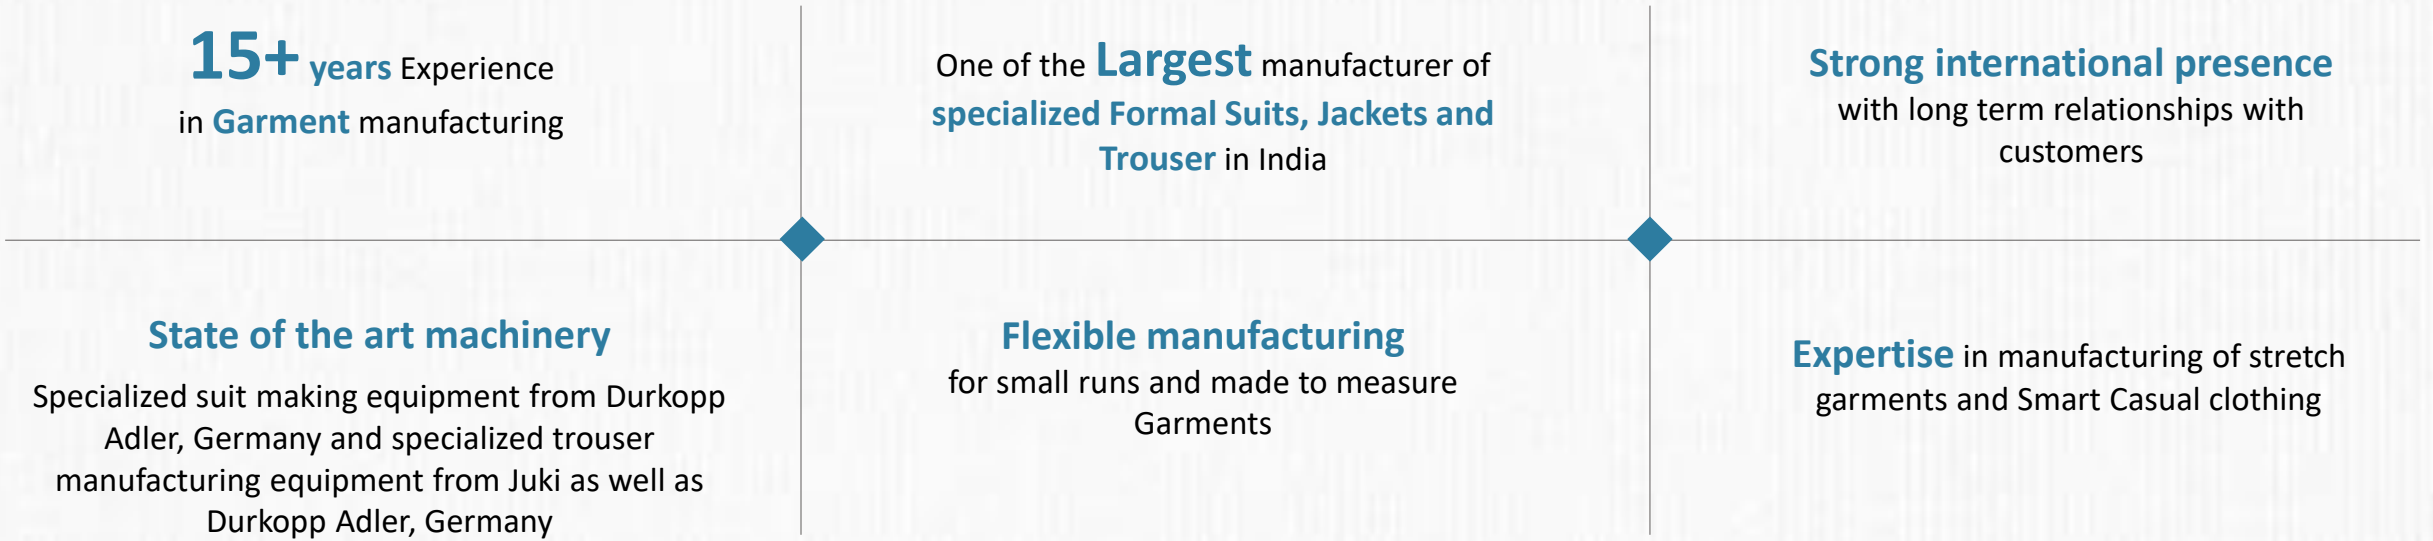 15+ years Experience
in Garment manufacturing
One of the Largest manufacturer of
specialized Formal Suits, Jackets and
Trouser in India
Strong international presence
with long term relationships with
customers
State of the art machinery
Specialized suit making equipment from Durkopp
Adler, Germany and specialized trouser
manufacturing equipment from Juki as well as
Durkopp Adler, Germany
Flexible manufacturing
for small runs and made to measure
Garments
Expertise in manufacturing of stretch
garments and Smart Casual clothing